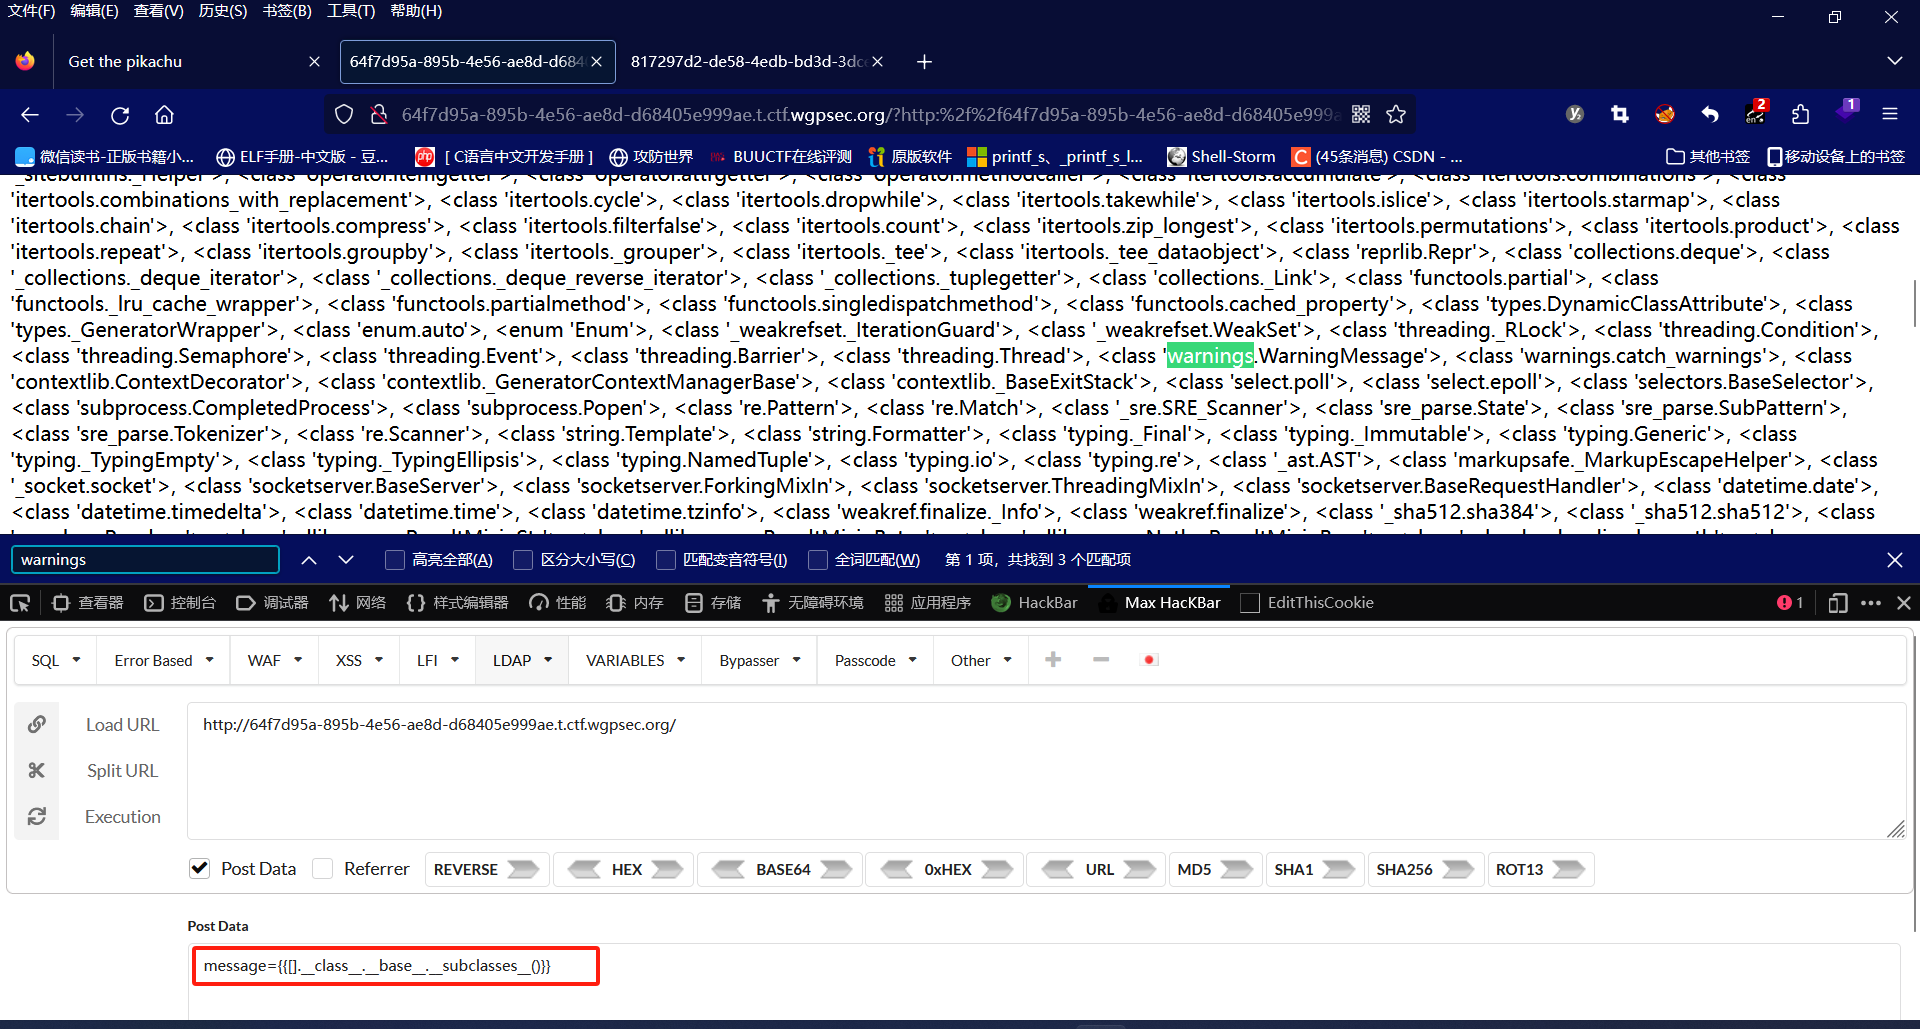 文件(F) 编辑(E) 查看(V) 历史(S) 书签(B) 工具(T) 帮助(H)
Get the pikachu
64f7d95a-895b-4e56-ae8d-d684
817297d2-de58-4edb-bd3d-3dc
64f7d95a-895b-4e56-ae8d-d68405e999ae.t.ctf.wgpsec.org/?http:%2f%2f64f7d95a-895b-4e56-ae8d-d68405e999a
2
1
微信读书-正版书籍小... ELF手册-中文版 - 豆... [ C语言中文开发手册 ] 攻防世界 BUUCTF在线评测 原版软件 printf_s、_printf_s_l... Shell-Storm (45条消息) CSDN - ... 其他书签 移动设备上的书签
_sitebuiltins._Helper'>, <class 'operator.itemgetter'>, <class 'operator.attrgetter'>, <class 'operator.methodcaller'>, <class 'itertools.accumulate'>, <class 'itertools.combinations'>, <class
'itertools.combinations_with_replacement'>, <class 'itertools.cycle'>, <class 'itertools.dropwhile'>, <class 'itertools.takewhile'>, <class 'itertools.islice'>, <class 'itertools.starmap'>, <class
'itertools.chain'>, <class 'itertools.compress'>, <class 'itertools.filterfalse'>, <class 'itertools.count'>, <class 'itertools.zip_longest'>, <class 'itertools.permutations'>, <class 'itertools.product'>, <class
'itertools.repeat'>, <class 'itertools.groupby'>, <class 'itertools._grouper'>, <class 'itertools._tee'>, <class 'itertools._tee_dataobject'>, <class 'reprlib.Repr'>, <class 'collections.deque'>, <class
'_collections._deque_iterator'>, <class '_collections._deque_reverse_iterator'>, <class '_collections._tuplegetter'>, <class 'collections._Link'>, <class 'functools.partial'>, <class
'functools._lru_cache_wrapper'>, <class 'functools.partialmethod'>, <class 'functools.singledispatchmethod'>, <class 'functools.cached_property'>, <class 'types.DynamicClassAttribute'>, <class
'types._GeneratorWrapper'>, <class 'enum.auto'>, <enum 'Enum'>, <class '_weakrefset._IterationGuard'>, <class '_weakrefset.WeakSet'>, <class 'threading._RLock'>, <class 'threading.Condition'>,
<class 'threading.Semaphore'>, <class 'threading.Event'>, <class 'threading.Barrier'>, <class 'threading.Thread'>, <class 'warnings.WarningMessage'>, <class 'warnings.catch_warnings'>, <class
'contextlib.ContextDecorator'>, <class 'contextlib._GeneratorContextManagerBase'>, <class 'contextlib._BaseExitStack'>, <class 'select.poll'>, <class 'select.epoll'>, <class 'selectors.BaseSelector'>,
<class 'subprocess.CompletedProcess'>, <class 'subprocess.Popen'>, <class 're.Pattern'>, <class 're.Match'>, <class '_sre.SRE_Scanner'>, <class 'sre_parse.State'>, <class 'sre_parse.SubPattern'>,
<class 'sre_parse.Tokenizer'>, <class 're.Scanner'>, <class 'string.Template'>, <class 'string.Formatter'>, <class 'typing._Final'>, <class 'typing._Immutable'>, <class 'typing.Generic'>, <class
'typing._TypingEmpty'>, <class 'typing._TypingEllipsis'>, <class 'typing.NamedTuple'>, <class 'typing.io'>, <class 'typing.re'>, <class '_ast.AST'>, <class 'markupsafe._MarkupEscapeHelper'>, <class
'_socket.socket'>, <class 'socketserver.BaseServer'>, <class 'socketserver.ForkingMixIn'>, <class 'socketserver.ThreadingMixIn'>, <class 'socketserver.BaseRequestHandler'>, <class 'datetime.date'>,
<class 'datetime.timedelta'>, <class 'datetime.time'>, <class 'datetime.tzinfo'>, <class 'weakref.finalize._Info'>, <class 'weakref.finalize'>, <class '_sha512.sha384'>, <class '_sha512.sha512'>, <class
warnings 高亮全部(A) 区分大小写(C) 匹配变音符号(I) 全词匹配(W) 第 1 项，共找到 3 个匹配项
查看器 控制台 调试器 网络 样式编辑器 性能 内存 存储 无障碍环境 应用程序 HackBar Max HacKBar EditThisCookie 1
SQL Error Based WAF XSS LFI LDAP VARIABLES Bypasser Passcode Other
Load URL http://64f7d95a-895b-4e56-ae8d-d68405e999ae.t.ctf.wgpsec.org/
Split URL
Execution
Post Data Referrer REVERSE HEX BASE64 0xHEX URL MD5 SHA1 SHA256 ROT13
Post Data
message={{[].__class__.__base__.__subclasses__()}}